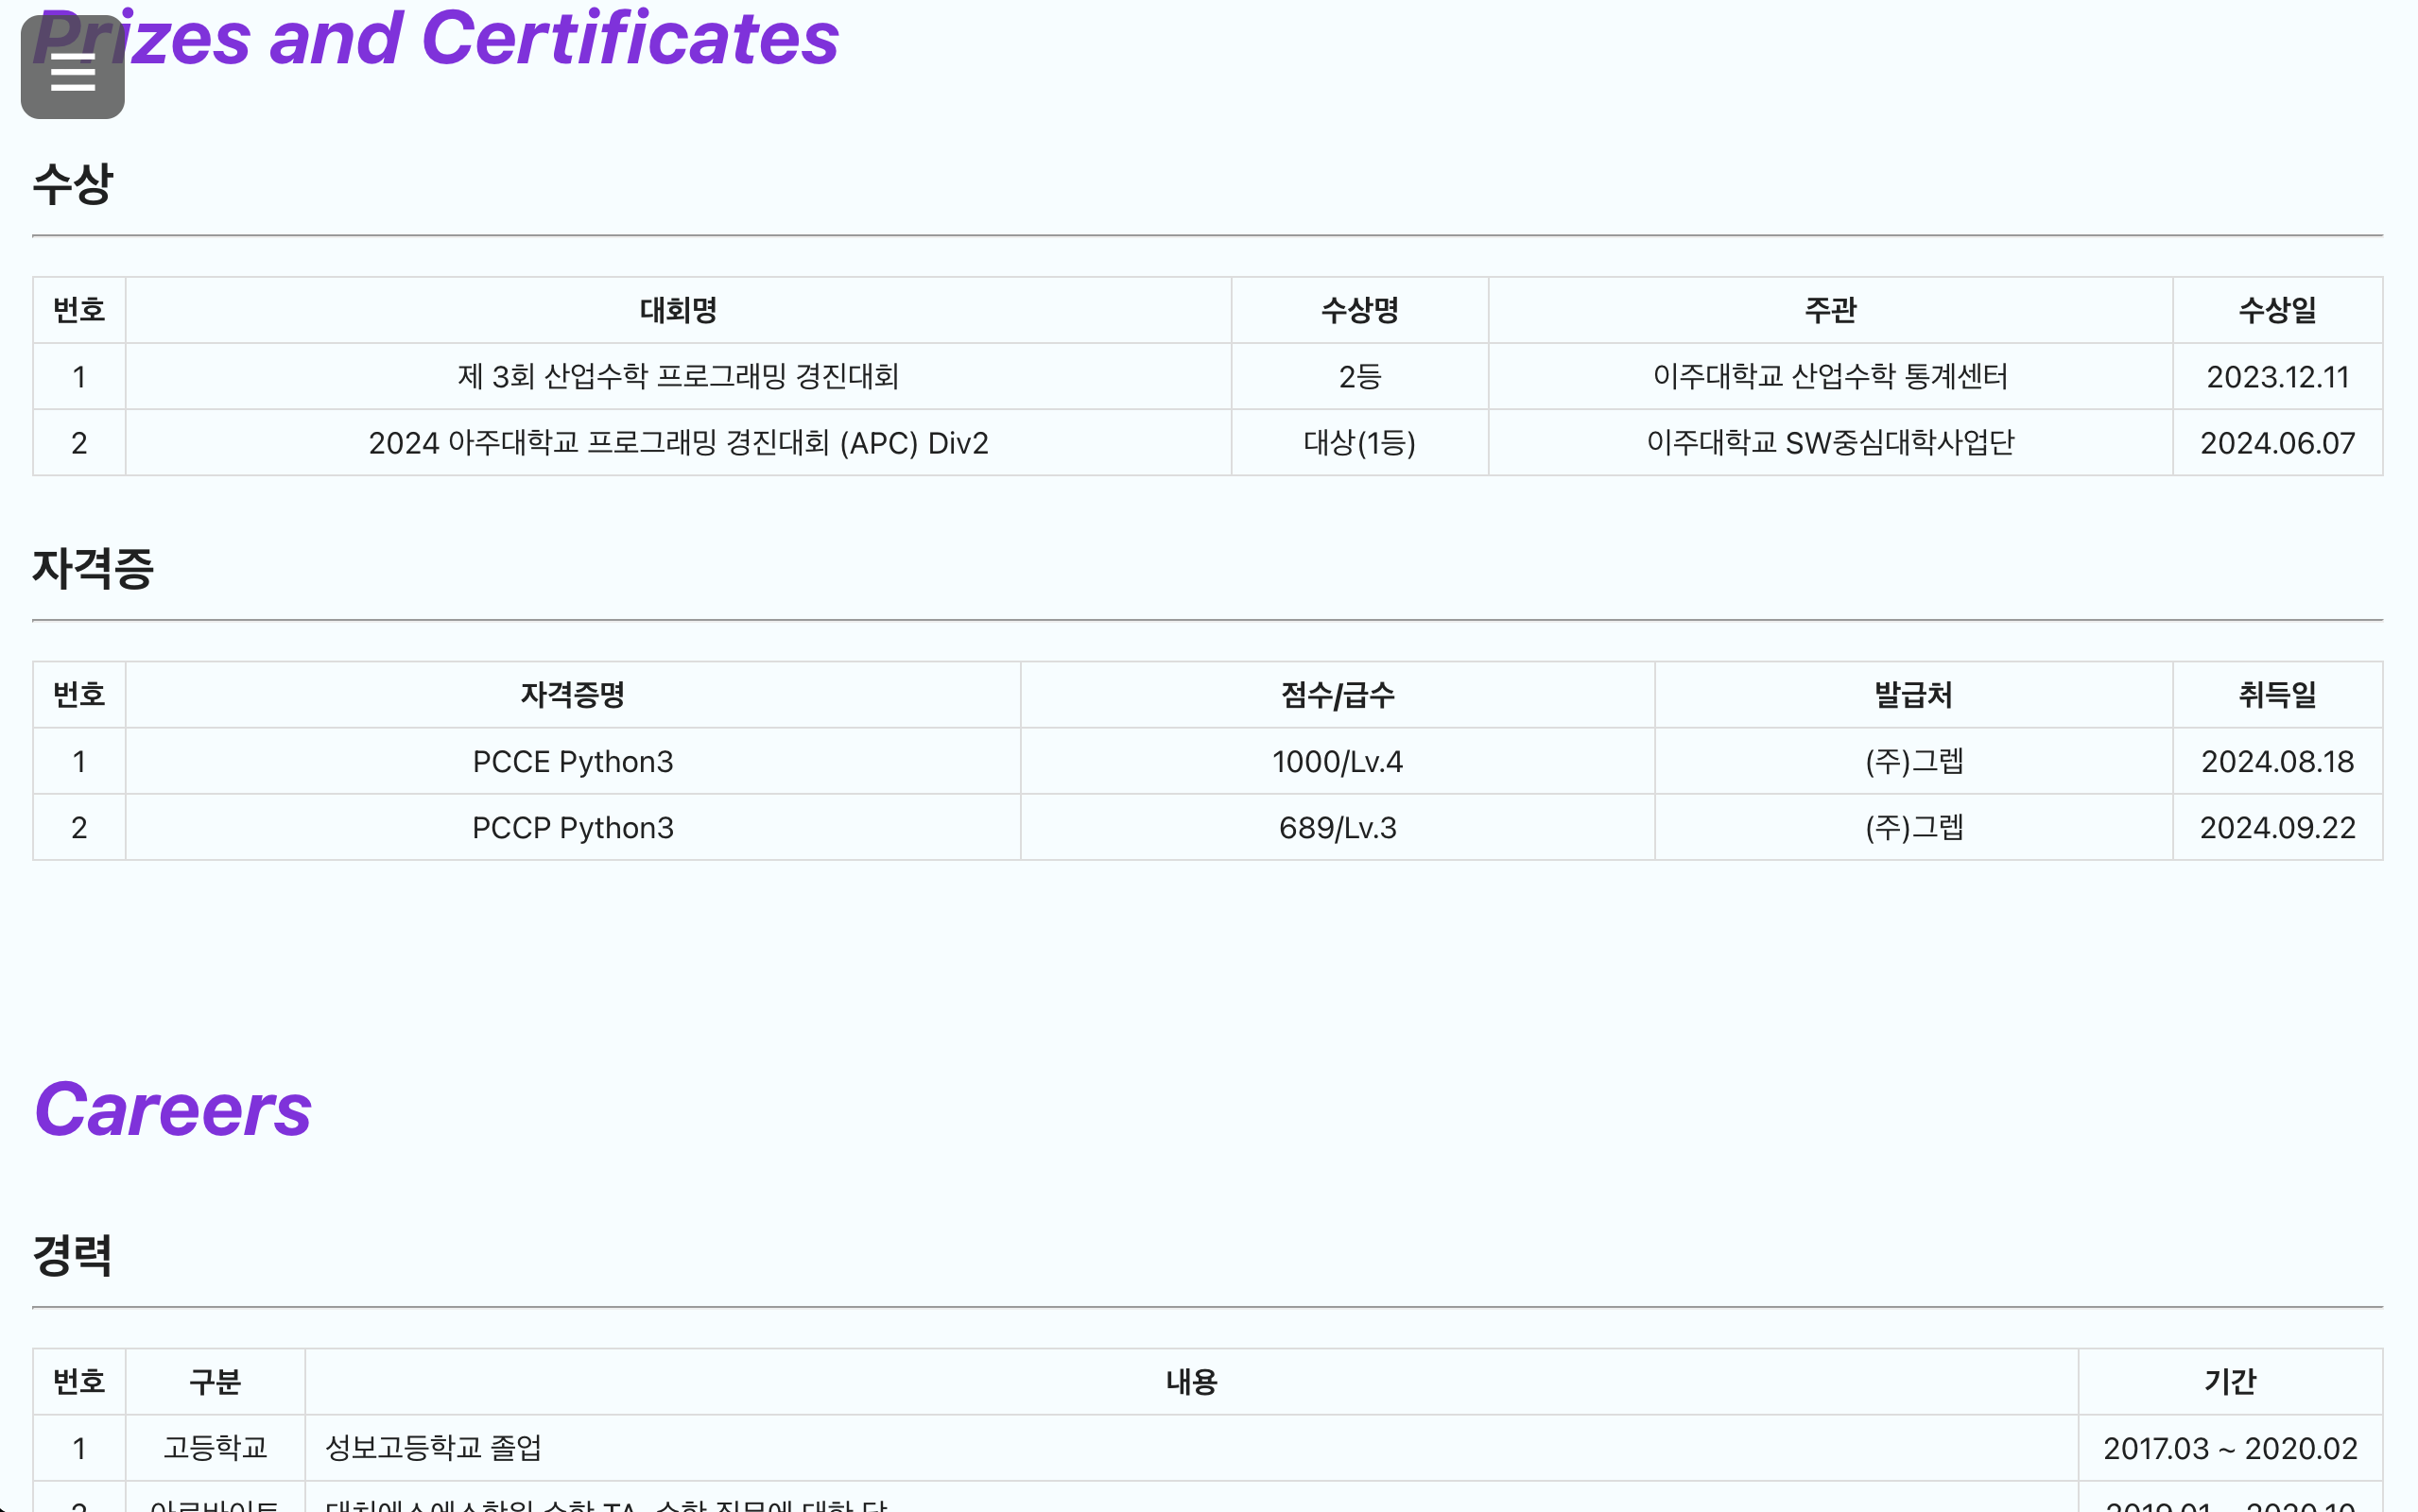 Prizes and Certificates
수상
번호 대회명 수상명 주관 수상일
1 제 3회 산업수학 프로그래밍 경진대회 2등 이주대학교 산업수학 통계센터 2023.12.11
2 2024 아주대학교 프로그래밍 경진대회 (APC) Div2 대상(1등) 이주대학교 SW중심대학사업단 2024.06.07
자격증
번호 자격증명 점수/급수 발급처 취득일
1 PCCE Python3 1000/Lv.4 (주)그렙 2024.08.18
2 PCCP Python3 689/Lv.3 (주)그렙 2024.09.22
Careers
경력
번호 구분 내용 기간
1 고등학교 성보고등학교 졸업 2017.03 ~ 2020.02